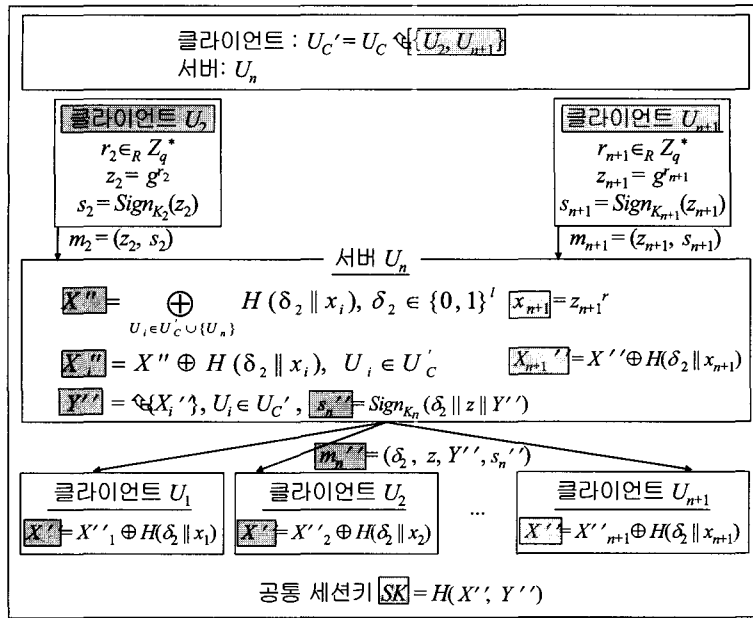 클라이언트 : U_C' = U_C ∪ {U_2, U_{n+1}}
서버: U_n
클라이언트 U_2
r_2 ∈_R Z_q^*
z_2 = g^{r_2}
s_2 = Sign_{K_2}(z_2)
m_2 = (z_2, s_2)
클라이언트 U_{n+1}
r_{n+1} ∈_R Z_q^*
z_{n+1} = g^{r_{n+1}}
s_{n+1} = Sign_{K_{n+1}}(z_{n+1})
m_{n+1} = (z_{n+1}, s_{n+1})
서버 U_n
X'' = ⊕_{U_i∈U_C'∪{U_n}} H(δ_2 || x_i), δ_2 ∈ {0, 1}^l x_{n+1} = z_{n+1}^r
X_i'' = X'' ⊕ H(δ_2 || x_i), U_i ∈ U_C' X_{n+1}'' = X'' ⊕ H(δ_2 || x_{n+1})
Y'' = {X_i''}, U_i ∈ U_C', s_n'' = Sign_{K_n}(δ_2 || z || Y'')
m_n'' = (δ_2, z, Y'', s_n'')
클라이언트 U_1
X'' = X''_1 ⊕ H(δ_2 || x_1)
클라이언트 U_2
X'' = X''_2 ⊕ H(δ_2 || x_2)
...
클라이언트 U_{n+1}
X'' = X''_{n+1} ⊕ H(δ_2 || x_{n+1})
공통 세션키 SK = H(X'', Y'')